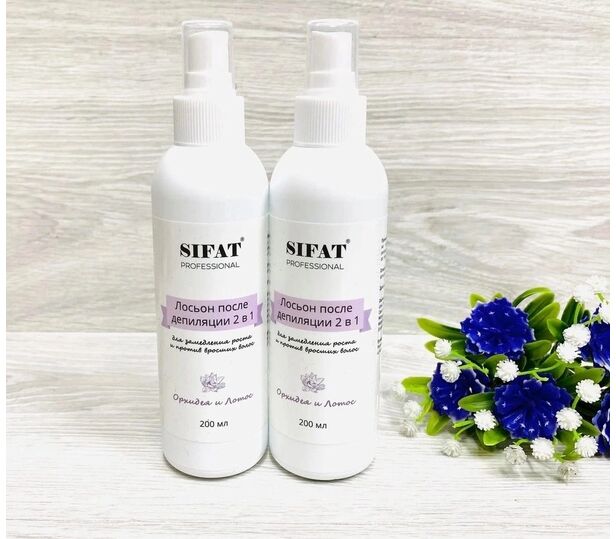 SIFAT®
PROFESSIONAL
Лосьон после
депиляции 2 в 1
для замедления роста
и против вросших волос
Орхидея и Лотос
200 мл
SIFAT®
PROFESSIONAL
Лосьон после
депиляции 2 в 1
для замедления роста
и против вросших волос
Орхидея и Лотос
200 мл